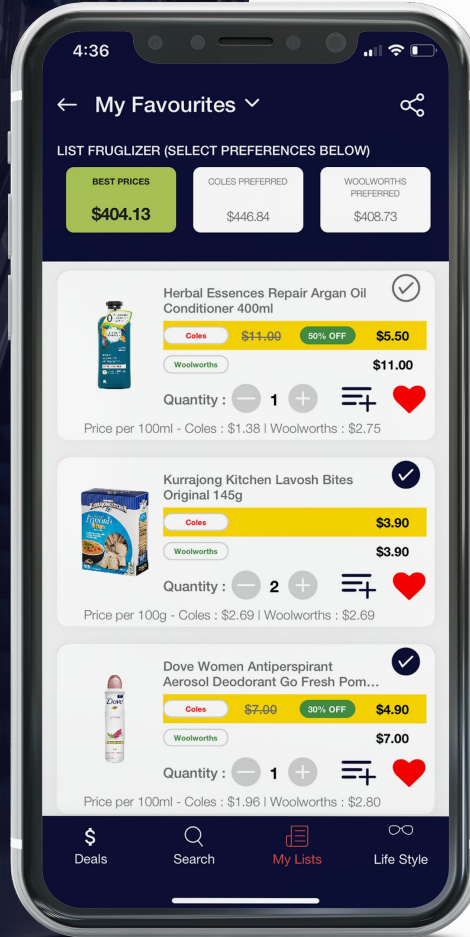 4:36
My Favourites
LIST FRUGLIZER (SELECT PREFERENCES BELOW)
BEST PRICES
$404.13
COLES PREFERRED
$446.84
WOOLWORTHS
PREFERRED
$408.73
Herbal Essences Repair Argan Oil
Conditioner 400ml
Coles $11.00 50% OFF $5.50
Woolworths $11.00
Quantity : 1
Price per 100ml - Coles : $1.38 I Woolworths : $2.75
Kurrajong Kitchen Lavosh Bites
Original 145g
Coles $3.90
Woolworths $3.90
Quantity : 2
Price per 100g - Coles : $2.69 I Woolworths : $2.69
Dove Women Antiperspirant
Aerosol Deodorant Go Fresh Pom...
Dove
Coles $7.00 30% OFF $4.90
Woolworths $7.00
Quantity : 1
Price per 100ml - Coles : $1.96 I Woolworths : $2.80
$
Deals
Search
My Lists
Life Style